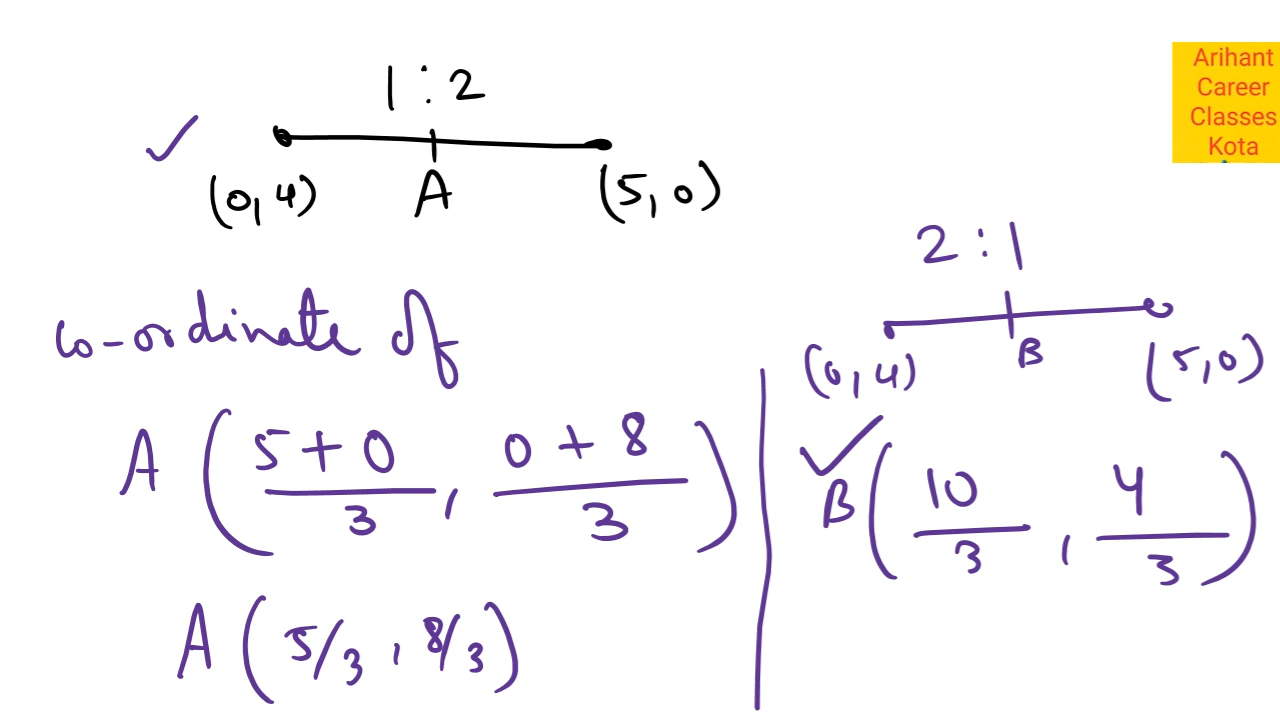 1 : 2
(0, 4) A (5, 0)
co-ordinate of
A ( 5 + 0 / 3 , 0 + 8 / 3 )
A ( 5/3 , 8/3 )
Arihant
Career
Classes
Kota
2 : 1
(0, 4) B (5, 0)
B ( 10 / 3 , 4 / 3 )